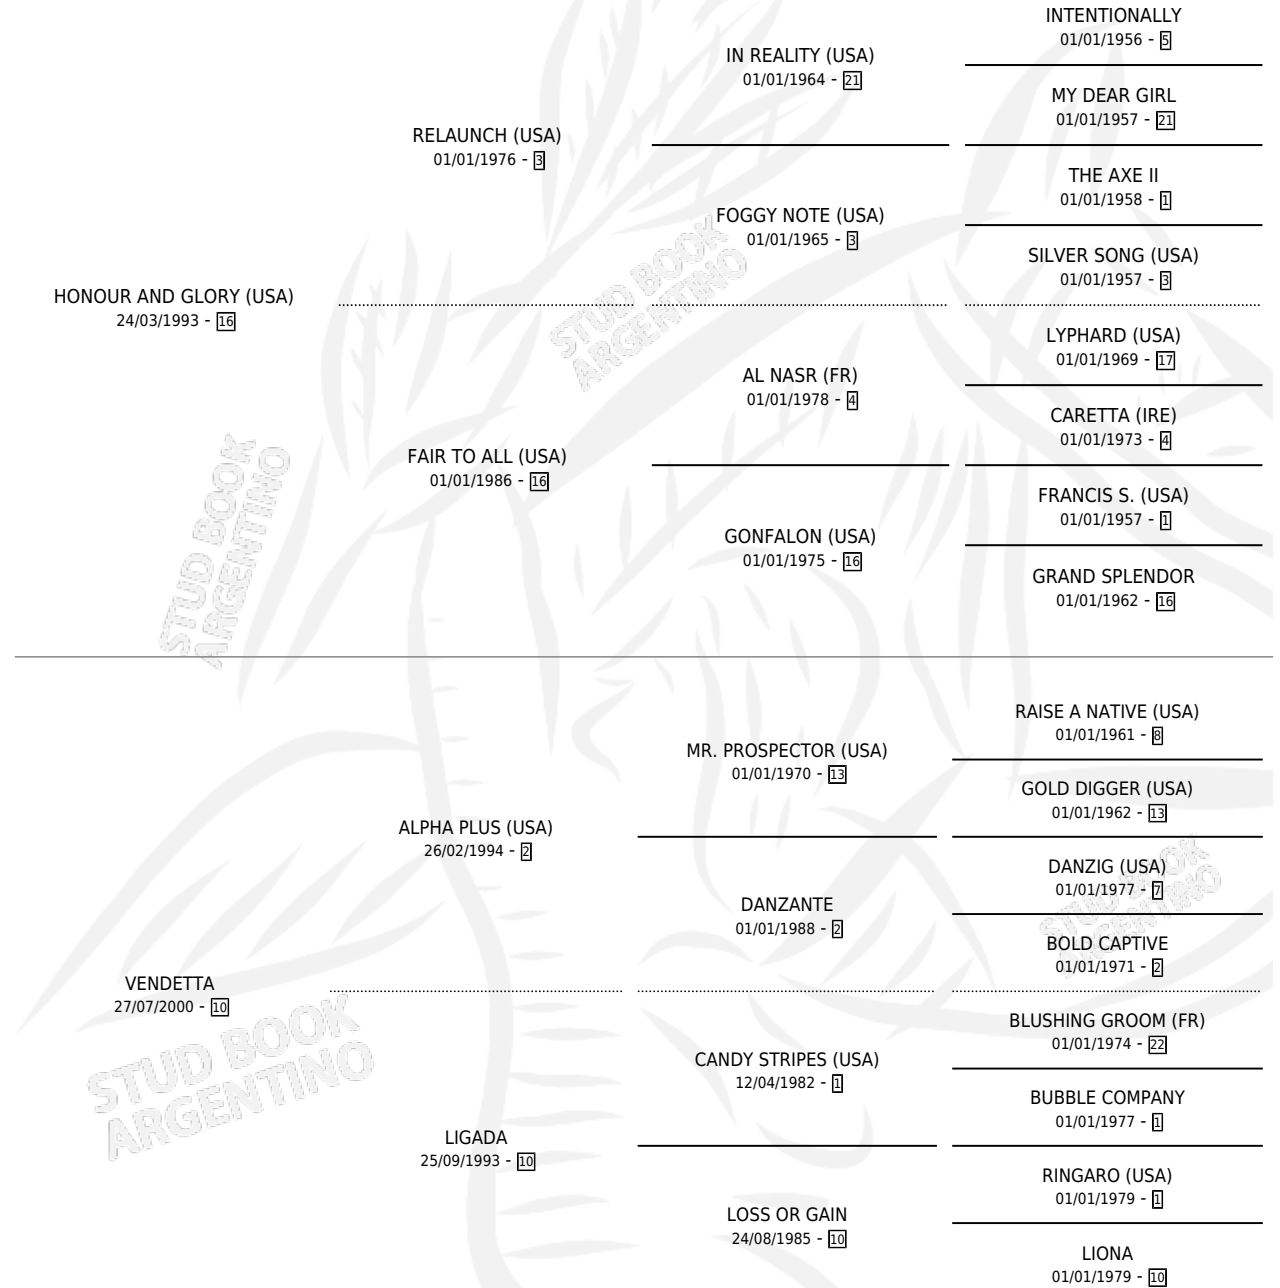 INTENTIONALLY
01/01/1956 - 5
IN REALITY (USA)
01/01/1964 - 21
MY DEAR GIRL
01/01/1957 - 21
RELAUNCH (USA)
01/01/1976 - 3
THE AXE II
01/01/1958 - 1
FOGGY NOTE (USA)
01/01/1965 - 3
SILVER SONG (USA)
01/01/1957 - 3
HONOUR AND GLORY (USA)
24/03/1993 - 16
STUD BOOK
ARGENTINO
LYPHARD (USA)
01/01/1969 - 17
AL NASR (FR)
01/01/1978 - 4
CARETTA (IRE)
01/01/1973 - 4
FAIR TO ALL (USA)
01/01/1986 - 16
FRANCIS S. (USA)
01/01/1957 - 1
GONFALON (USA)
01/01/1975 - 16
GRAND SPLENDOR
01/01/1962 - 16
STUD BOOK
ARGENTINO
RAISE A NATIVE (USA)
01/01/1961 - 8
MR. PROSPECTOR (USA)
01/01/1970 - 13
GOLD DIGGER (USA)
01/01/1962 - 13
ALPHA PLUS (USA)
26/02/1994 - 2
DANZIG (USA)
01/01/1977 - 7
DANZANTE
01/01/1988 - 2
STUD BOOK
ARGENTINO
BOLD CAPTIVE
01/01/1971 - 2
VENDETTA
27/07/2000 - 10
BLUSHING GROOM (FR)
01/01/1974 - 22
CANDY STRIPES (USA)
12/04/1982 - 1
BUBBLE COMPANY
01/01/1977 - 1
STUD BOOK
ARGENTINO
LIGADA
25/09/1993 - 10
RINGARO (USA)
01/01/1979 - 1
LOSS OR GAIN
24/08/1985 - 10
LIONA
01/01/1979 - 10